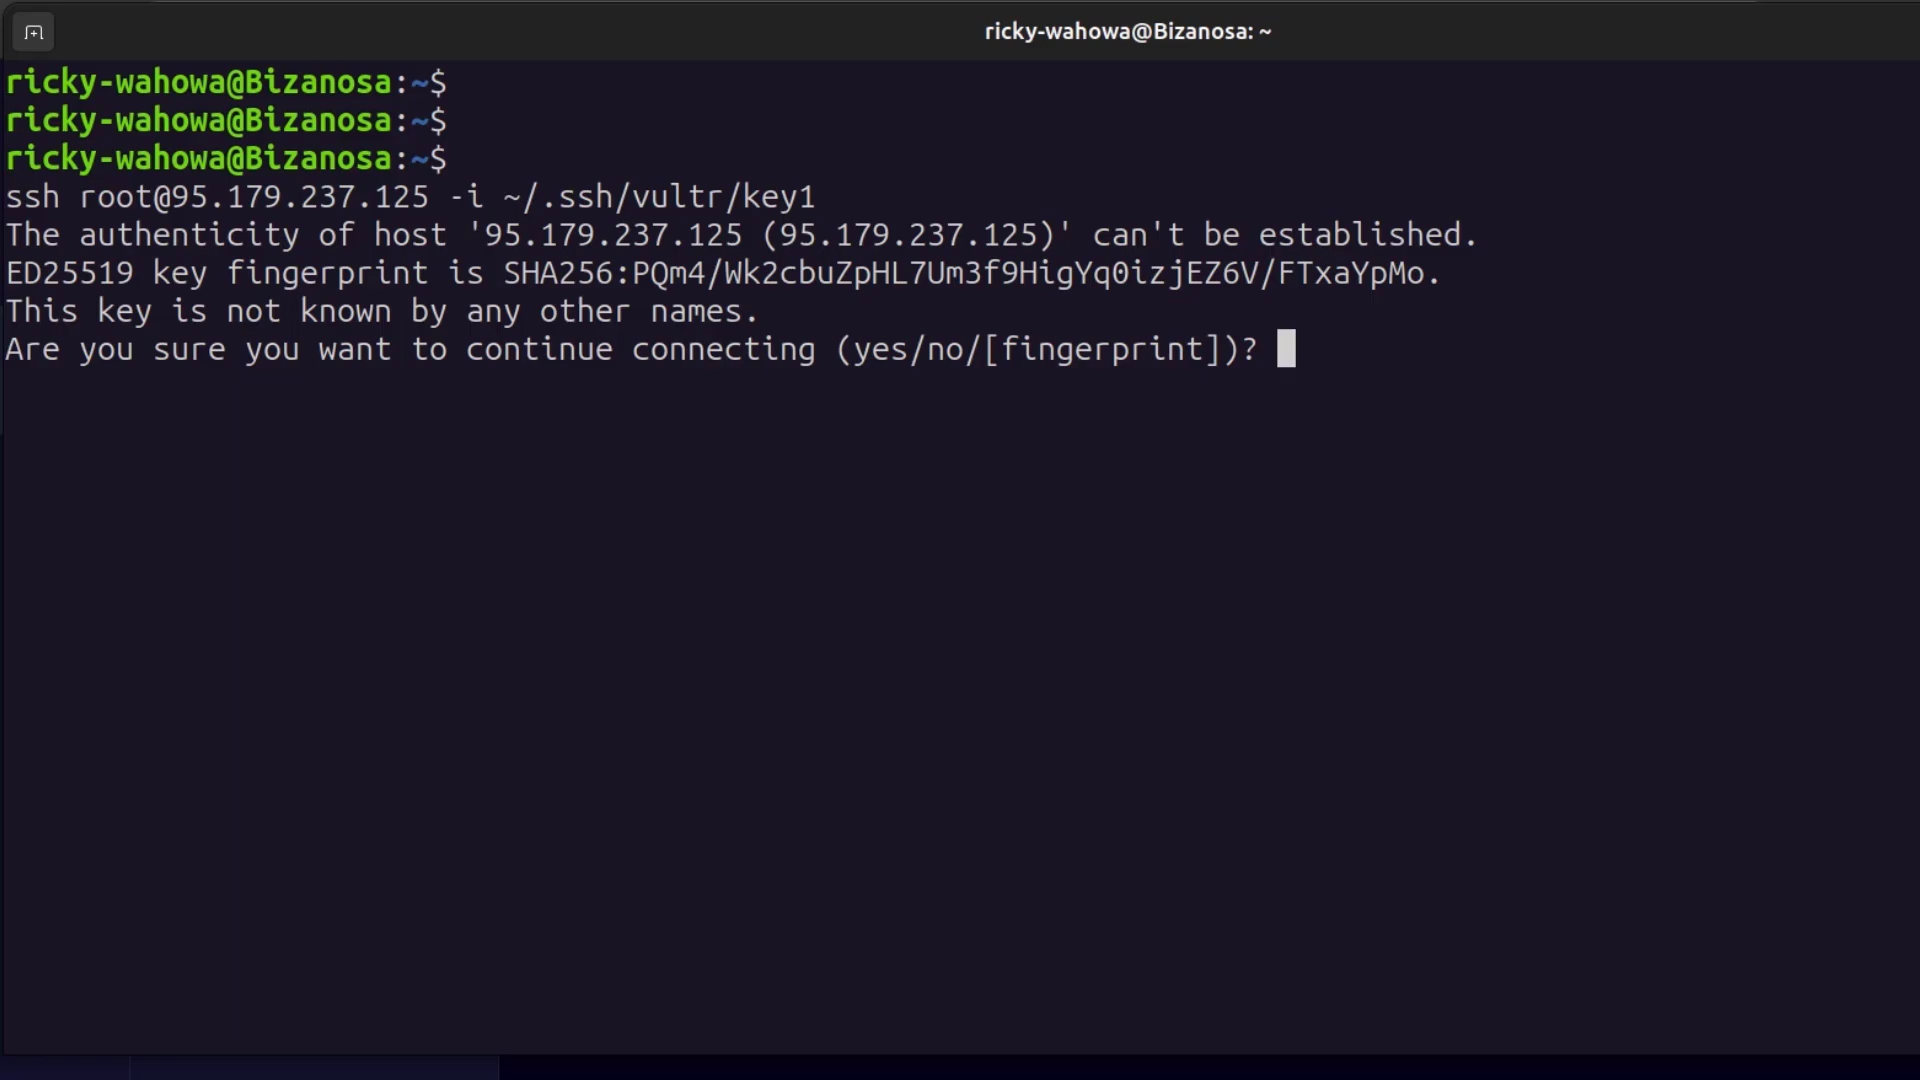 ricky-wahowa@Bizanosa: ~
ricky-wahowa@Bizanosa:~$
ricky-wahowa@Bizanosa:~$
ricky-wahowa@Bizanosa:~$
ssh root@95.179.237.125 -i ~/.ssh/vultr/key1
The authenticity of host '95.179.237.125 (95.179.237.125)' can't be established.
ED25519 key fingerprint is SHA256:PQm4/Wk2cbuZpHL7Um3f9HigYq0izjEZ6V/FTxaYpMo.
This key is not known by any other names.
Are you sure you want to continue connecting (yes/no/[fingerprint])?